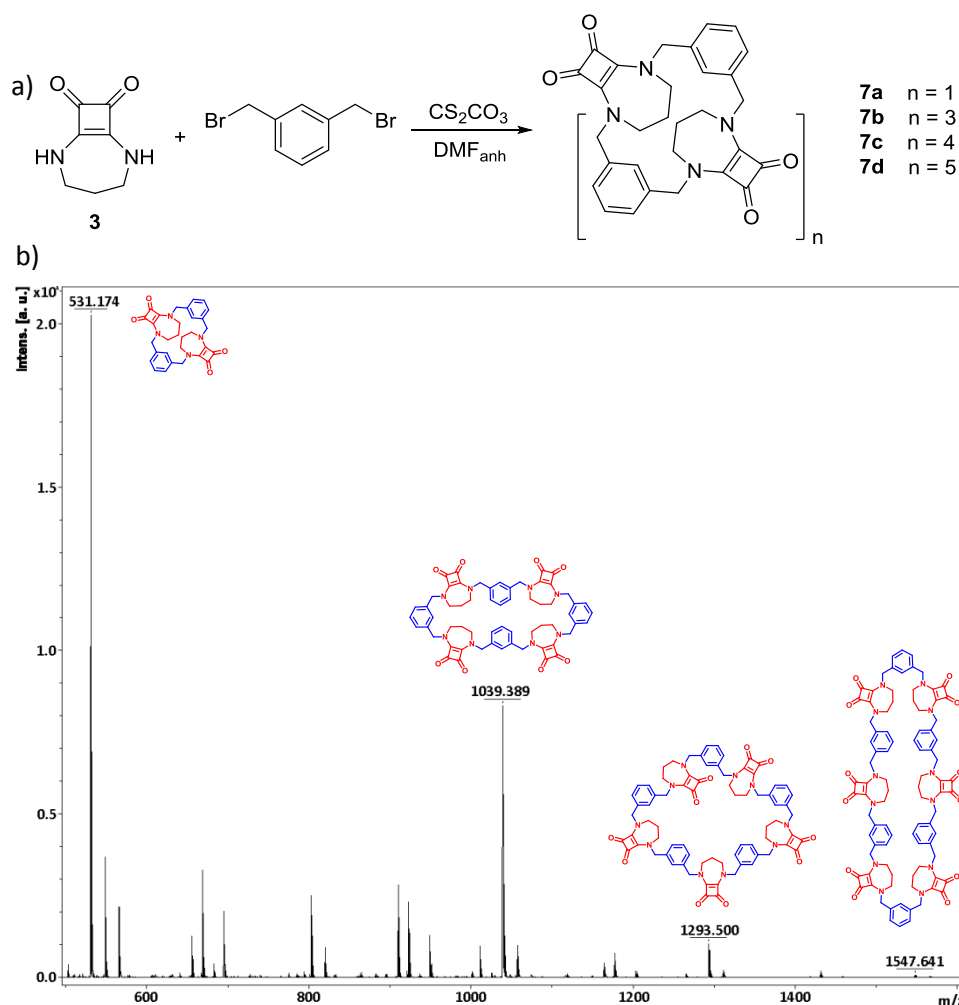 a)
O O
NH HN
3
+
Br Br
CS2CO3
DMFanh
O O N N N N O O
n
7a n = 1
7b n = 3
7c n = 4
7d n = 5
b)
x10
Intens. [a. u.]
2.0
1.5
1.0
0.5
0.0
531.174
1039.389
1293.500
1547.641
600 800 1000 1200 1400 m/